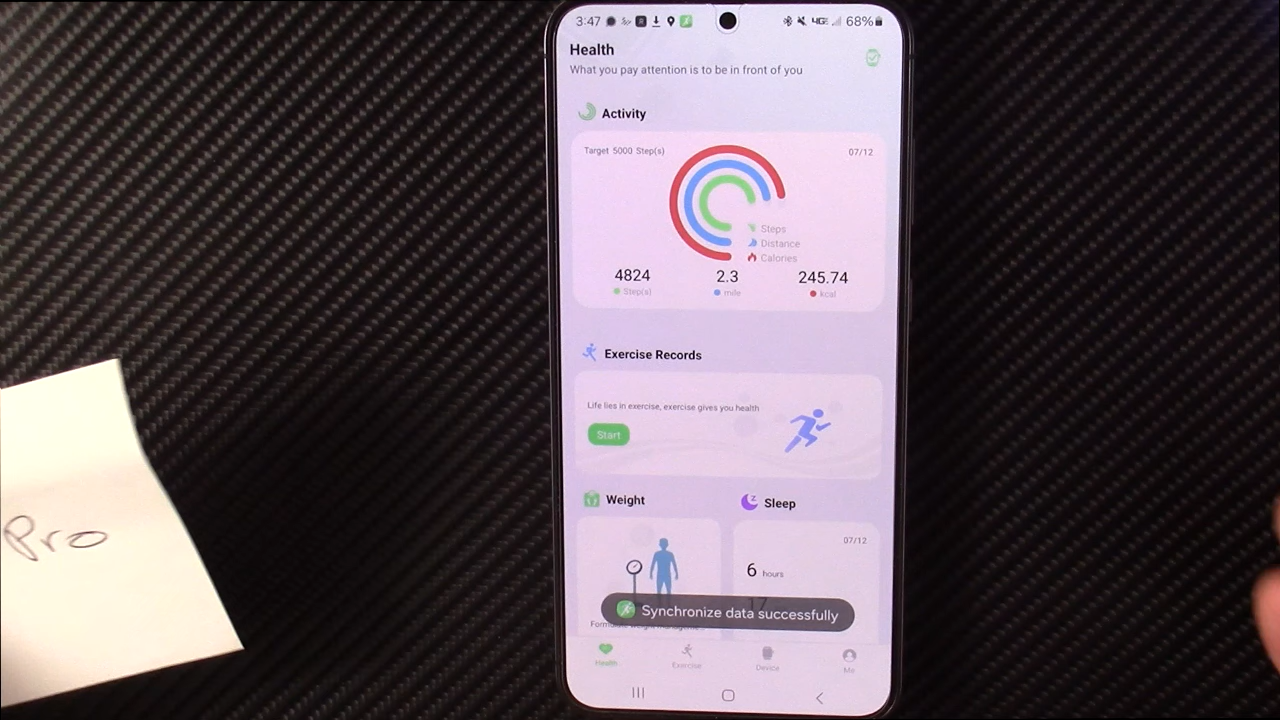 3:47
4GE 68%
Health
What you pay attention is to be in front of you
Activity
Target 5000 Step(s)
07/12
Steps
Distance
Calories
4824
2.3
245.74
Step(s)
mile
kcal
Exercise Records
Life lies in exercise, exercise gives you health
Start
Weight
Sleep
07/12
6 hours
17
Synchronize data successfully
Health
Exercise
Device
Me
Pro